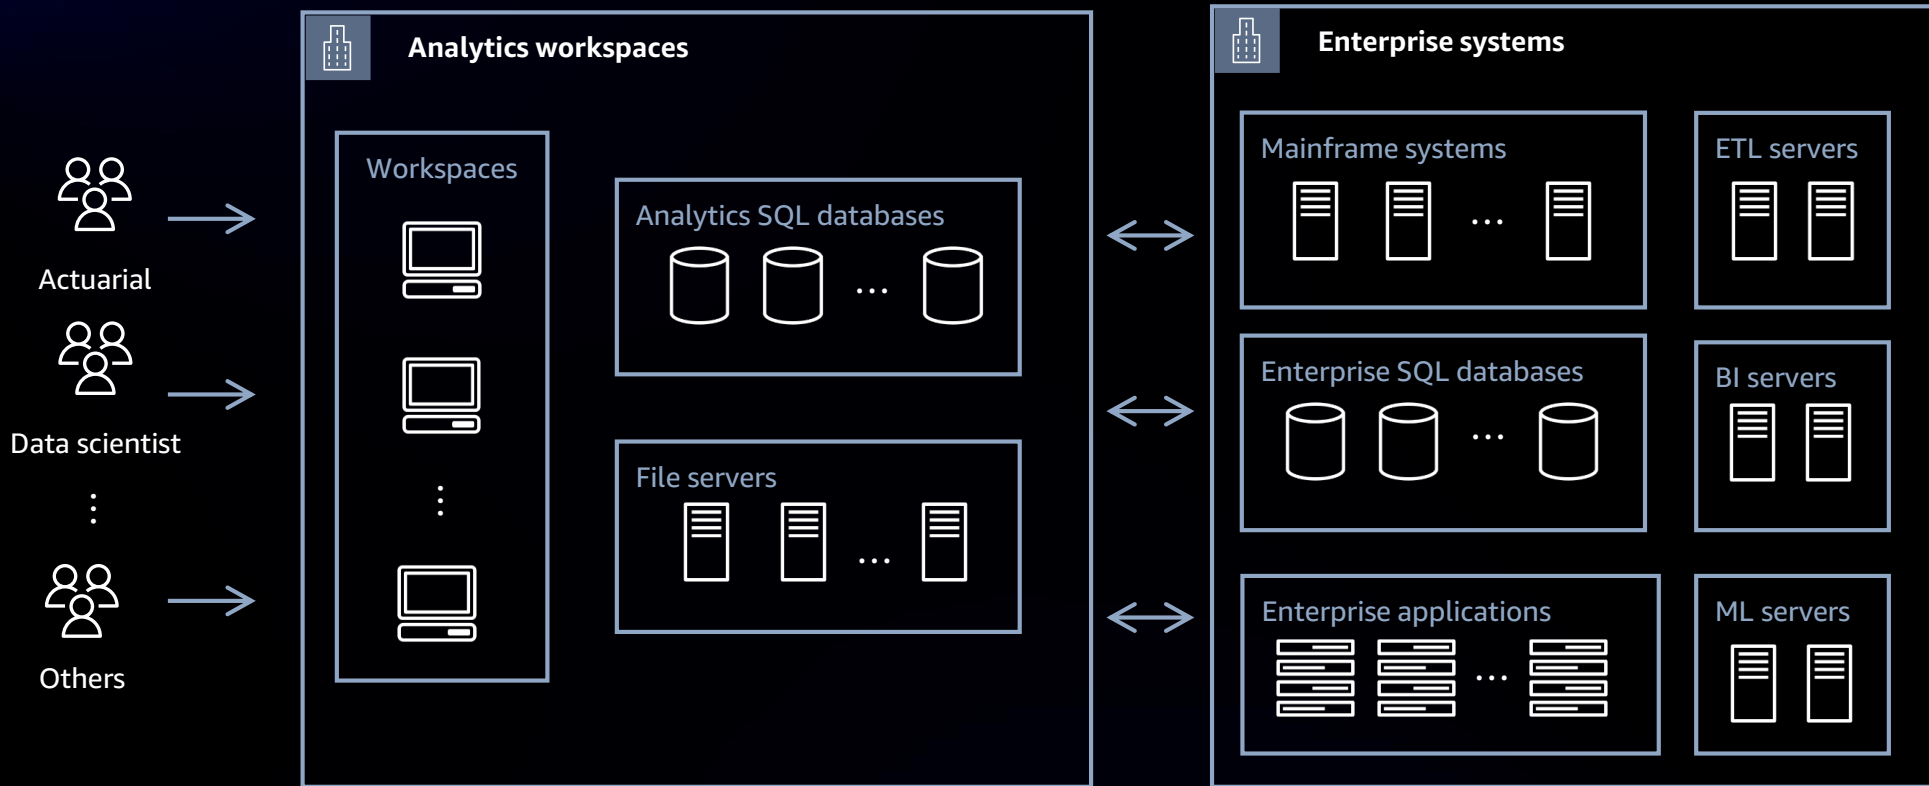 Analytics workspaces
Enterprise systems
Actuarial
Data scientist
⋮
Others
Workspaces
⋮
Analytics SQL databases
...
File servers
...
Mainframe systems
...
ETL servers
Enterprise SQL databases
...
BI servers
Enterprise applications
...
ML servers